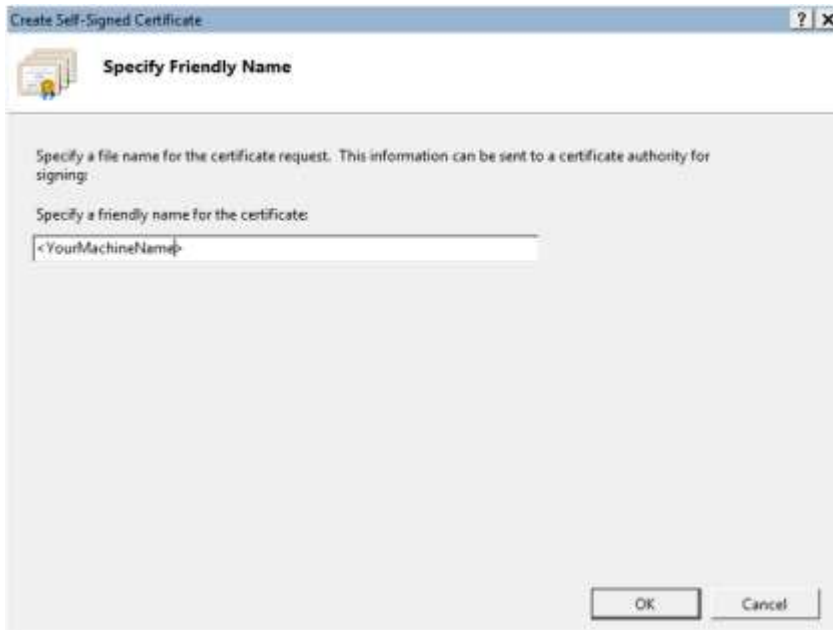 Create Self-Signed Certificate
Specify Friendly Name
Specify a file name for the certificate request. This information can be sent to a certificate authority for
signing:
Specify a friendly name for the certificate:
<YourMachineName>
OK Cancel